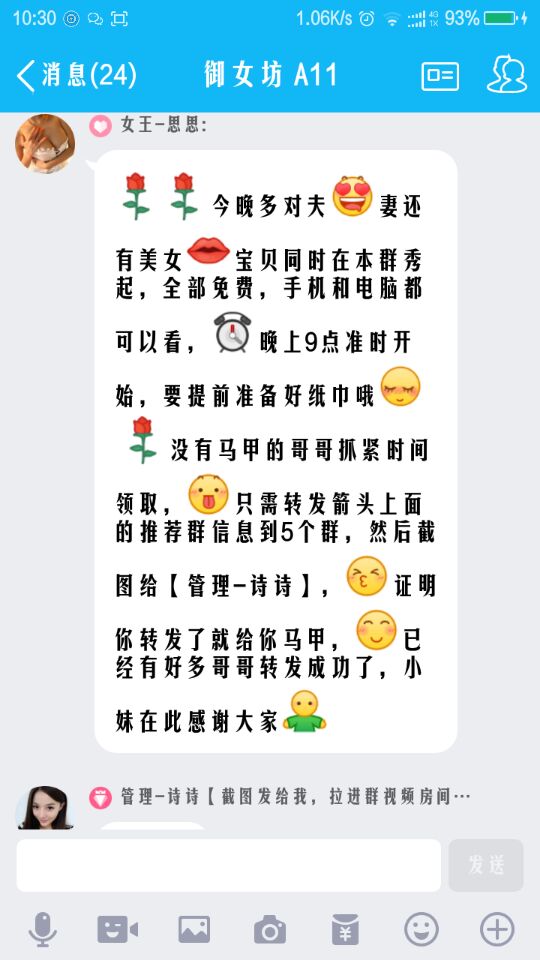 10:30 1.06K/s 4G 1X 93%
消息(24) 御女坊 A11
女王-思思:
今晚多对夫妻还
有美女宝贝同时在本群秀
起，全部免费，手机和电脑都
可以看，晚上9点准时开
始，要提前准备好纸巾哦
没有马甲的哥哥抓紧时间
领取，只需转发箭头上面
的推荐群信息到5个群，然后截
图给【管理-诗诗】，证明
你转发了就给你马甲，已
经有好多哥哥转发成功了，小
妹在此感谢大家
管理-诗诗【截图发给我，拉进群视频房间…
发送